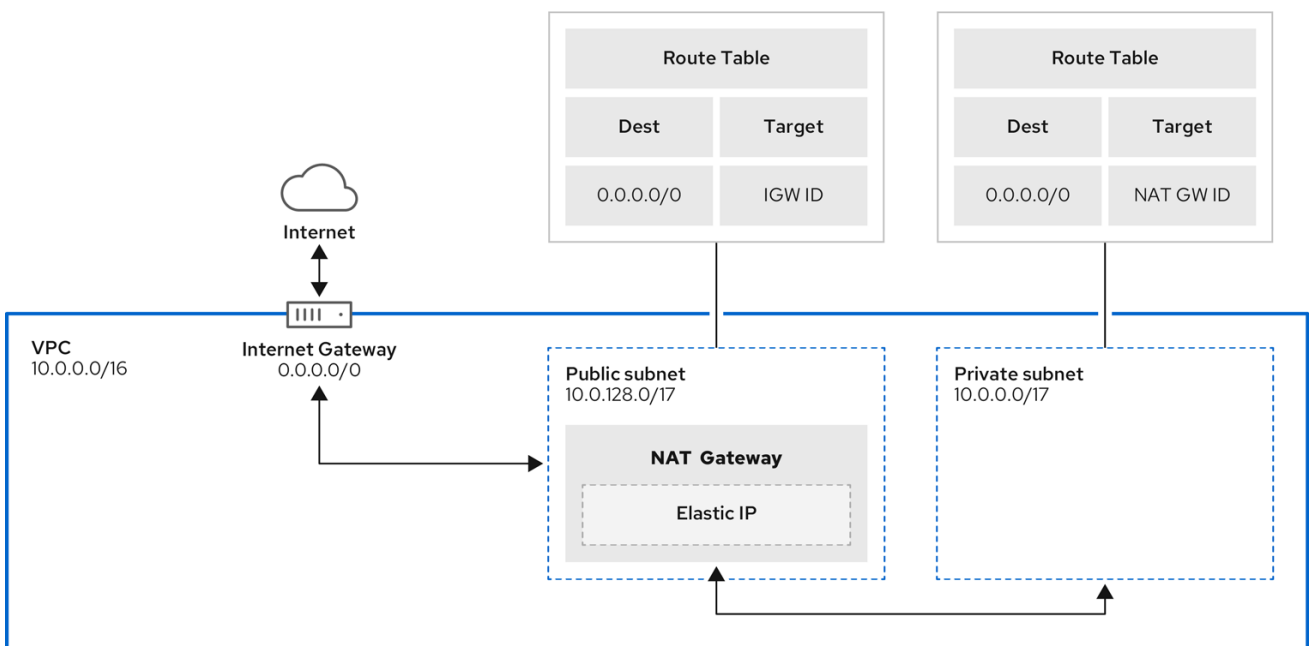 Route Table
Dest
Target
0.0.0.0/0
IGW ID
Route Table
Dest
Target
0.0.0.0/0
NAT GW ID
Internet
VPC
10.0.0.0/16
Internet Gateway
0.0.0.0/0
Public subnet
10.0.128.0/17
NAT Gateway
Elastic IP
Private subnet
10.0.0.0/17